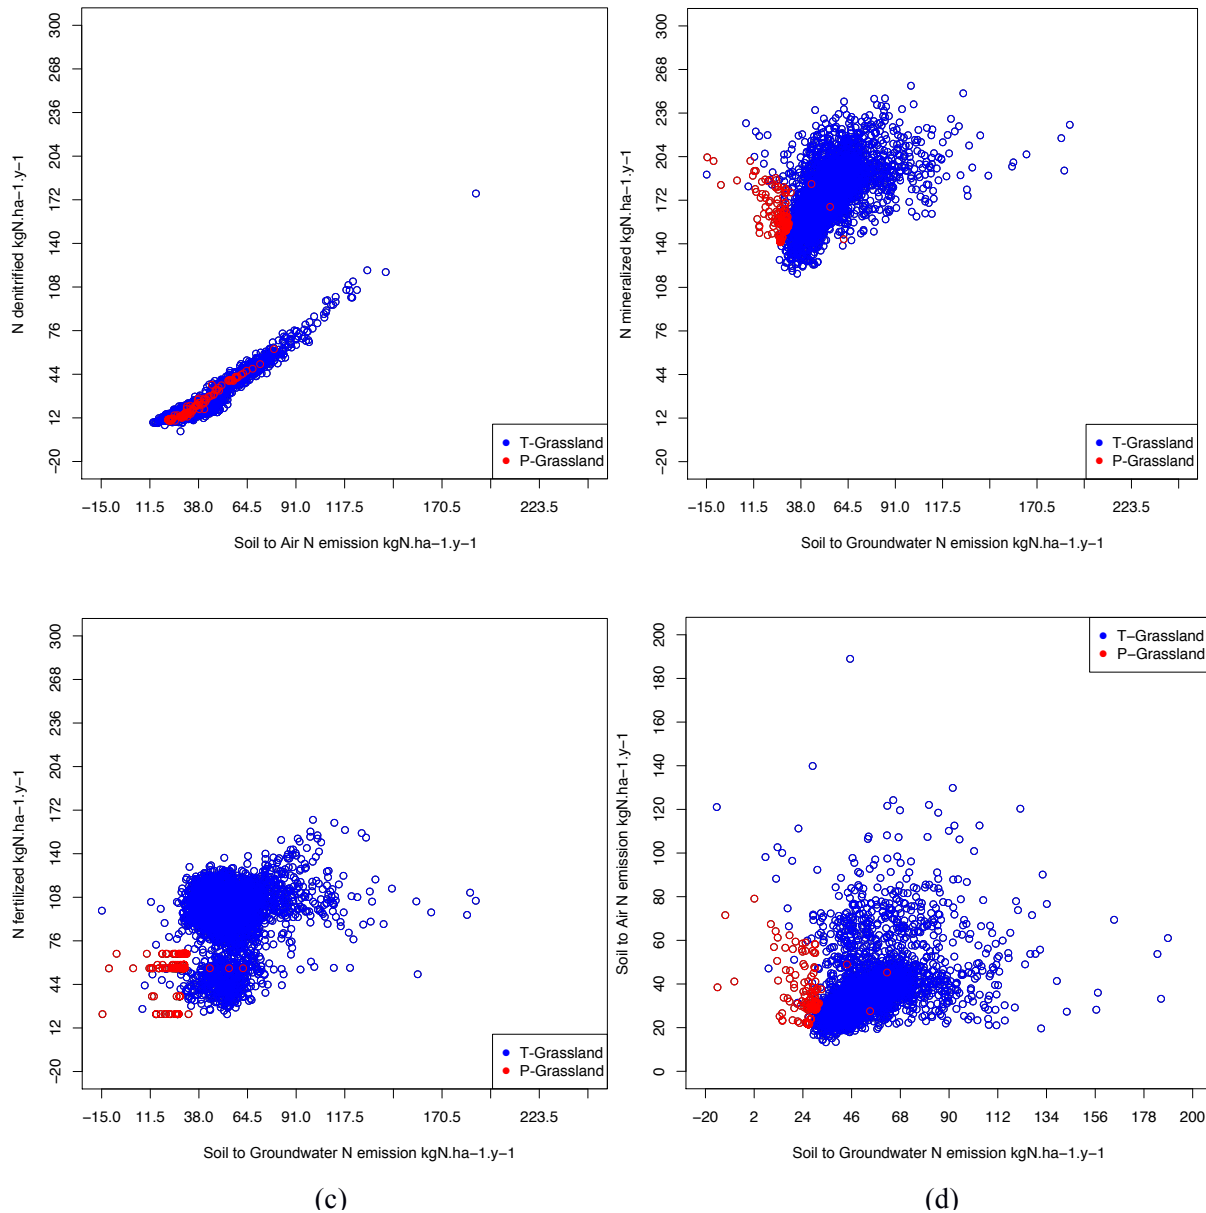 300
268
236
204
172
140
108
76
44
12
−20
N denitrified kgN.ha−1.y−1
−15.0 11.5 38.0 64.5 91.0 117.5 170.5 223.5
Soil to Air N emission kgN.ha−1.y−1
T-Grassland
P-Grassland
300
268
236
204
172
140
108
76
44
12
−20
N mineralized kgN.ha−1.y−1
−15.0 11.5 38.0 64.5 91.0 117.5 170.5 223.5
Soil to Groundwater N emission kgN.ha−1.y−1
T-Grassland
P-Grassland
300
268
236
204
172
140
108
76
44
12
−20
N fertilized kgN.ha−1.y−1
−15.0 11.5 38.0 64.5 91.0 117.5 170.5 223.5
Soil to Groundwater N emission kgN.ha−1.y−1
T-Grassland
P-Grassland
(c)
200
180
160
140
120
100
80
60
40
20
0
Soil to Air N emission kgN.ha−1.y−1
−20 2 24 46 68 90 112 134 156 178 200
Soil to Groundwater N emission kgN.ha−1.y−1
T−Grassland
P−Grassland
(d)